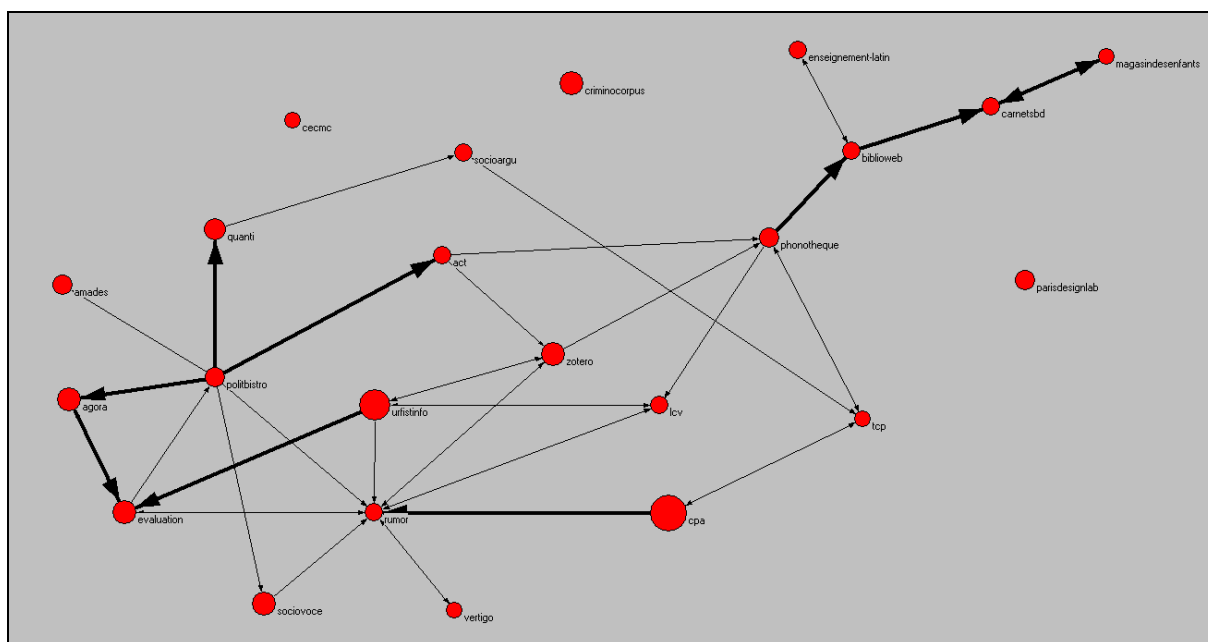 enseignement-latin
magasindesenfants
criminocorpus
carnetsbd
cecmc
socioargu
biblioweb
quanti
phonotheque
act
amades
parisdesignlab
zotero
politbistro
agora
urfistinfo
lcv
tcp
evaluation
rumor
cpa
sociovoce
vertigo